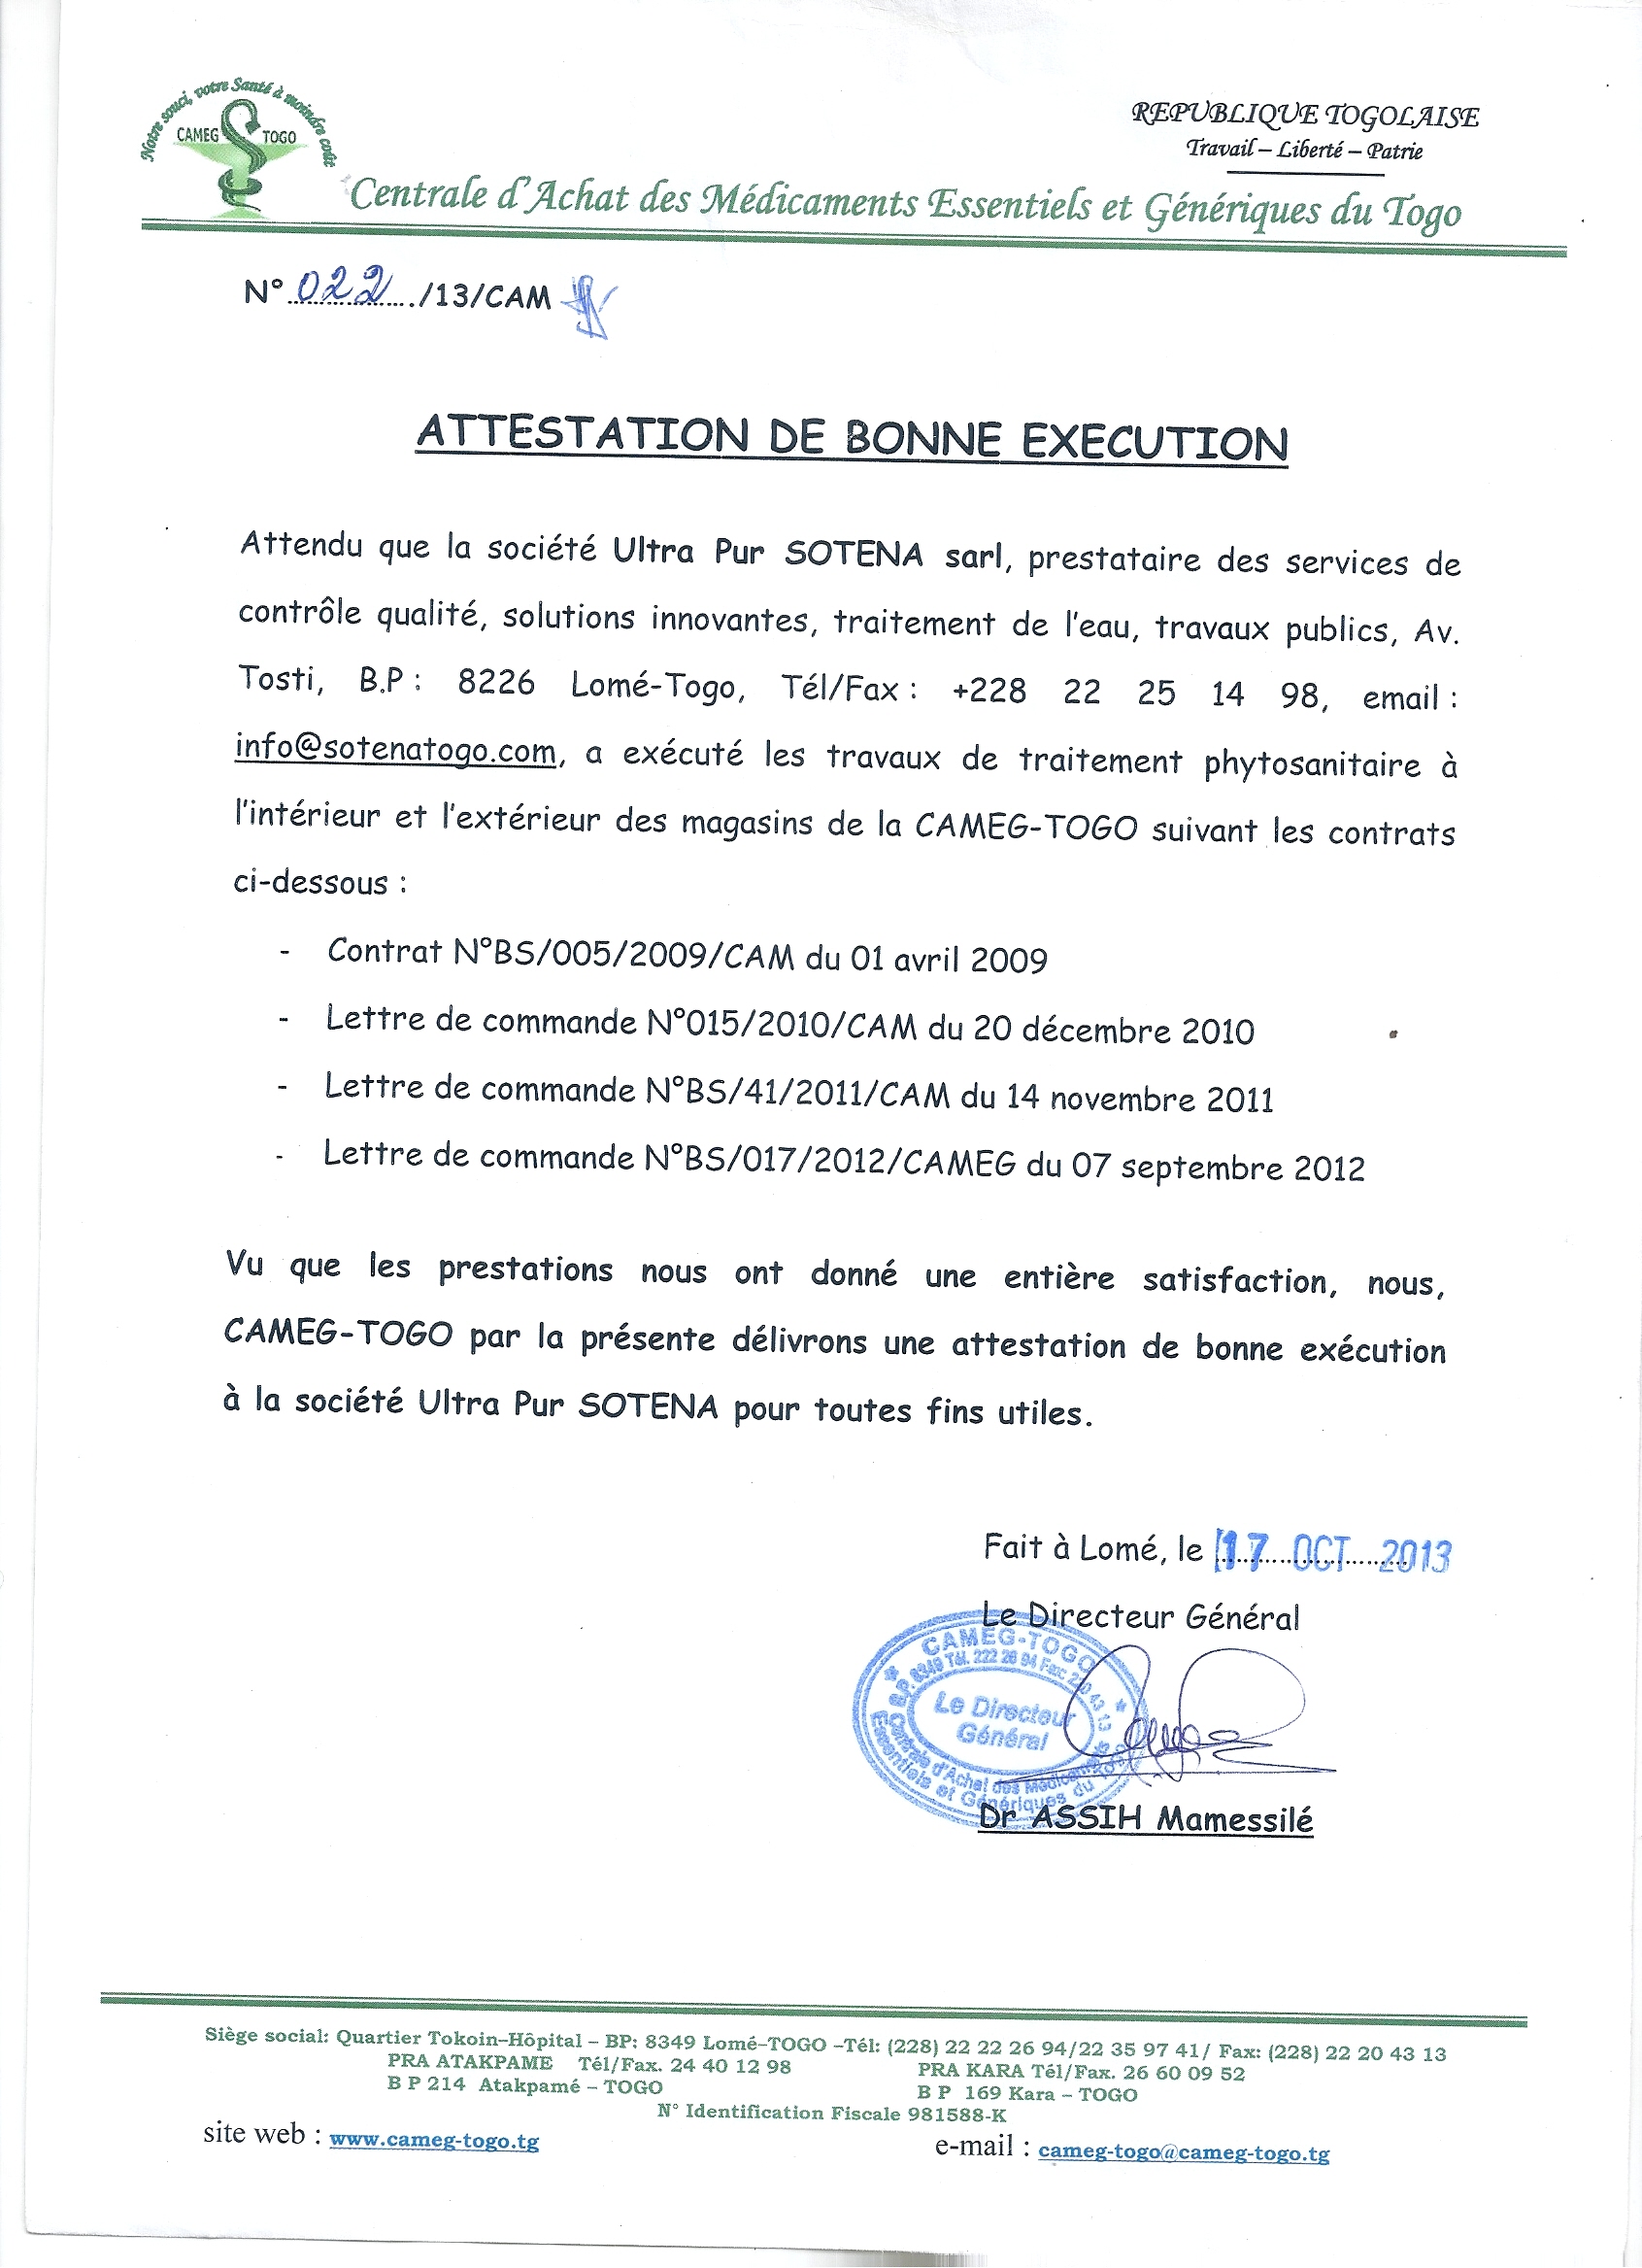 Notre souci, votre Santé à moindre coût
CAMEG TOGO
REPUBLIQUE TOGOLAISE
Travail – Liberté – Patrie
Centrale d'Achat des Médicaments Essentiels et Génériques du Togo
N° 022 /13/CAM
ATTESTATION DE BONNE EXECUTION
Attendu que la société Ultra Pur SOTENA sarl, prestataire des services de
contrôle qualité, solutions innovantes, traitement de l'eau, travaux publics, Av.
Tosti, B.P : 8226 Lomé-Togo, Tél/Fax : +228 22 25 14 98, email :
info@sotenatogo.com, a exécuté les travaux de traitement phytosanitaire à
l'intérieur et l'extérieur des magasins de la CAMEG-TOGO suivant les contrats
ci-dessous :
- Contrat N°BS/005/2009/CAM du 01 avril 2009
- Lettre de commande N°015/2010/CAM du 20 décembre 2010
- Lettre de commande N°BS/41/2011/CAM du 14 novembre 2011
- Lettre de commande N°BS/017/2012/CAMEG du 07 septembre 2012
Vu que les prestations nous ont donné une entière satisfaction, nous,
CAMEG-TOGO par la présente délivrons une attestation de bonne exécution
à la société Ultra Pur SOTENA pour toutes fins utiles.
Fait à Lomé, le 17 OCT 2013
Le Directeur Général
CAMEG-TOGO
B.P. 8349 Tél. 222 26 94 Fax: 220 43 13
Le Directeur
Général
Centrale d'Achat des Médicaments
Essentiels et Génériques du Togo
Dr ASSIH Mamessilé
Siège social: Quartier Tokoin–Hôpital – BP: 8349 Lomé–TOGO –Tél: (228) 22 22 26 94/22 35 97 41/ Fax: (228) 22 20 43 13
PRA ATAKPAME Tél/Fax. 24 40 12 98 PRA KARA Tél/Fax. 26 60 09 52
B P 214 Atakpamé – TOGO B P 169 Kara – TOGO
N° Identification Fiscale 981588-K
site web : www.cameg-togo.tg e-mail : cameg-togo@cameg-togo.tg